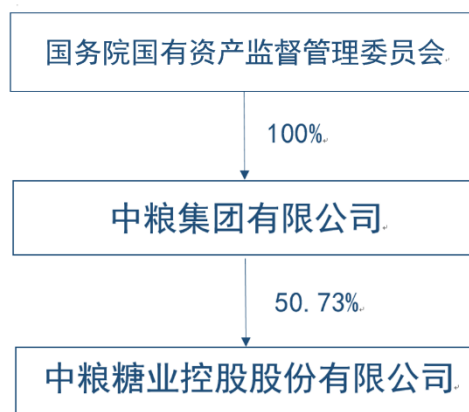 国务院国有资产监督管理委员会
100%
中粮集团有限公司
50.73%
中粮糖业控股股份有限公司